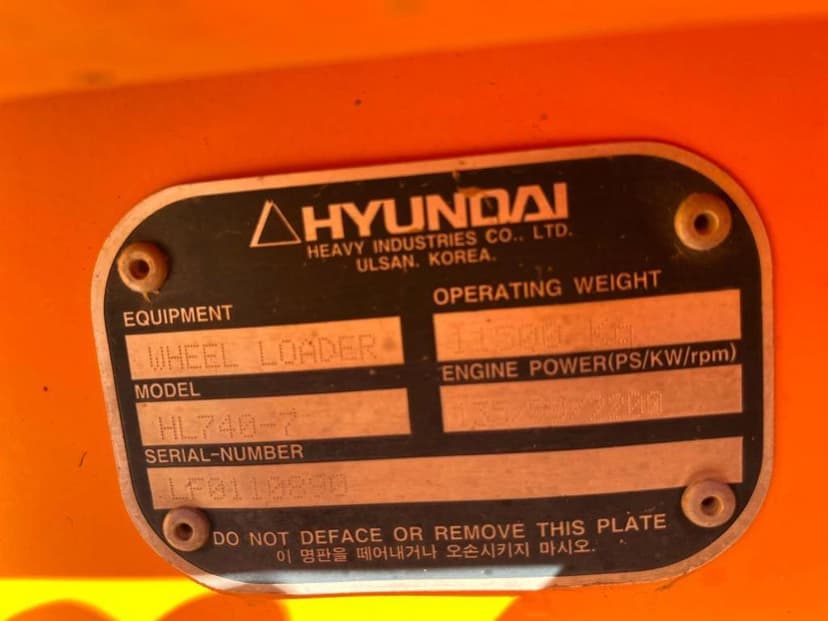 HYUNDAI
HEAVY INDUSTRIES CO., LTD.
ULSAN. KOREA.
EQUIPMENT
WHEEL LOADER
OPERATING WEIGHT
11500 kg
MODEL
HL740-7
ENGINE POWER(PS/KW/rpm)
SERIAL-NUMBER
DO NOT DEFACE OR REMOVE THIS PLATE
이 명판을 떼어내거나 오손시키지 마시오.